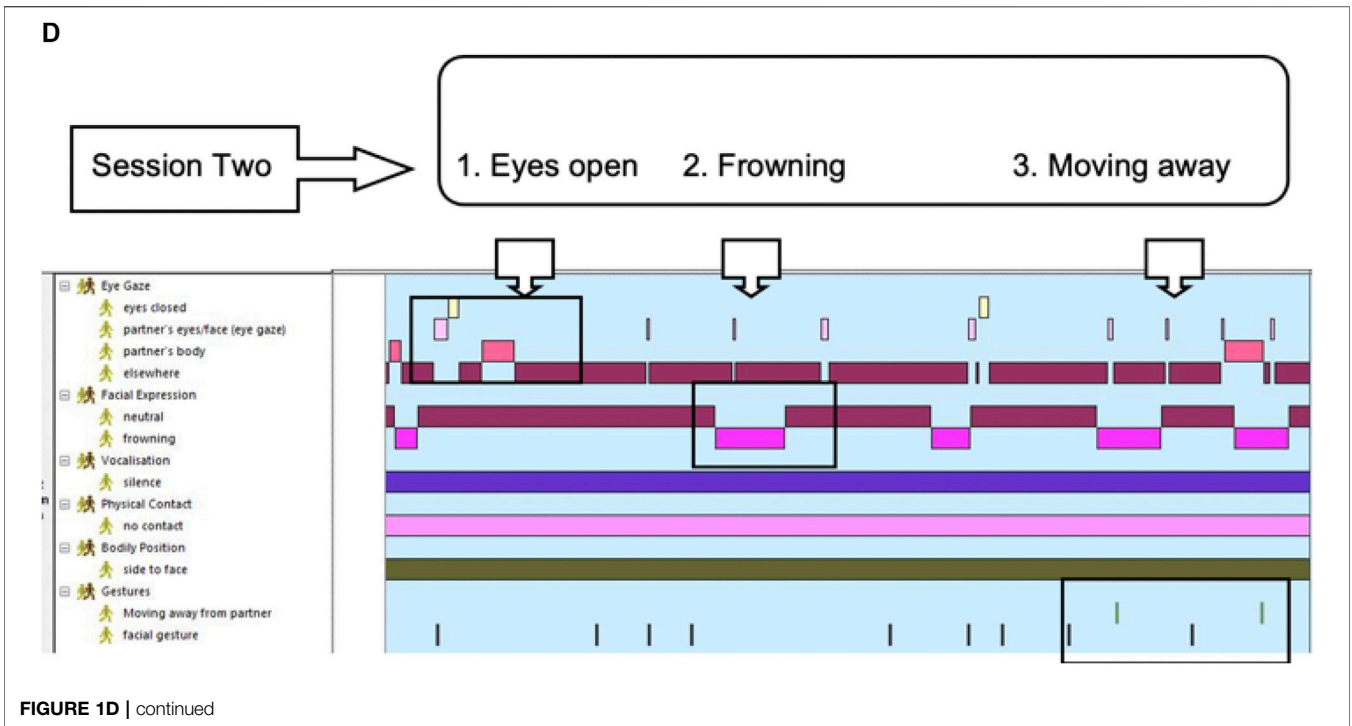 D
Session Two
1. Eyes open 2. Frowning 3. Moving away
Eye Gaze
eyes closed
partner's eyes/face (eye gaze)
partner's body
elsewhere
Facial Expression
neutral
frowning
Vocalisation
silence
Physical Contact
no contact
Bodily Position
side to face
Gestures
Moving away from partner
facial gesture
FIGURE 1D | continued